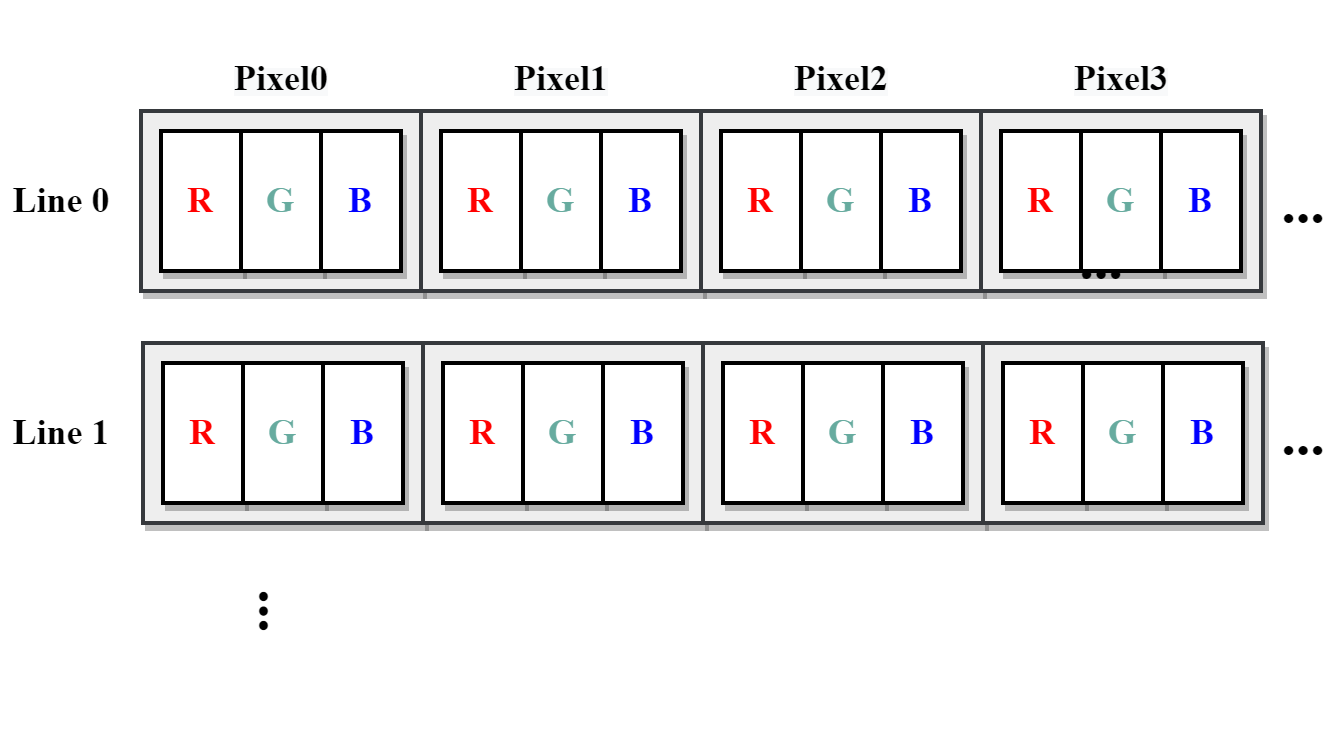 Pixel0 Pixel1 Pixel2 Pixel3
Line 0 R G B R G B R G B R G B ...
...
Line 1 R G B R G B R G B R G B ...
⋮